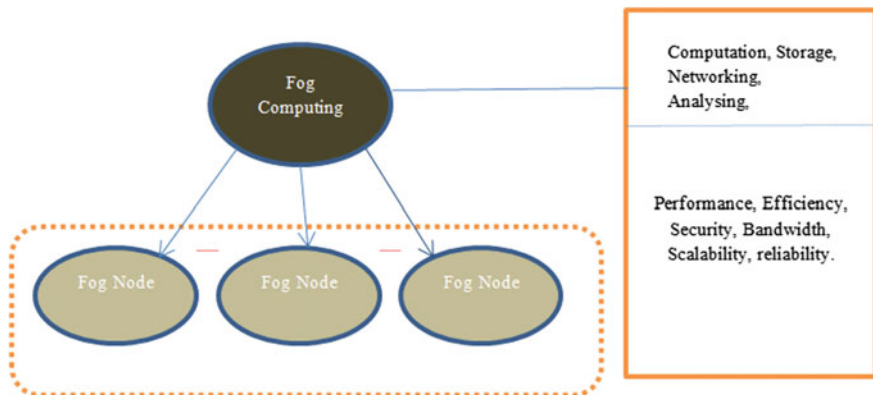 Fog
Computing
Fog Node
Fog Node
Fog Node
Computation, Storage,
Networking,
Analysing,
Performance, Efficiency,
Security, Bandwidth,
Scalability, reliability.